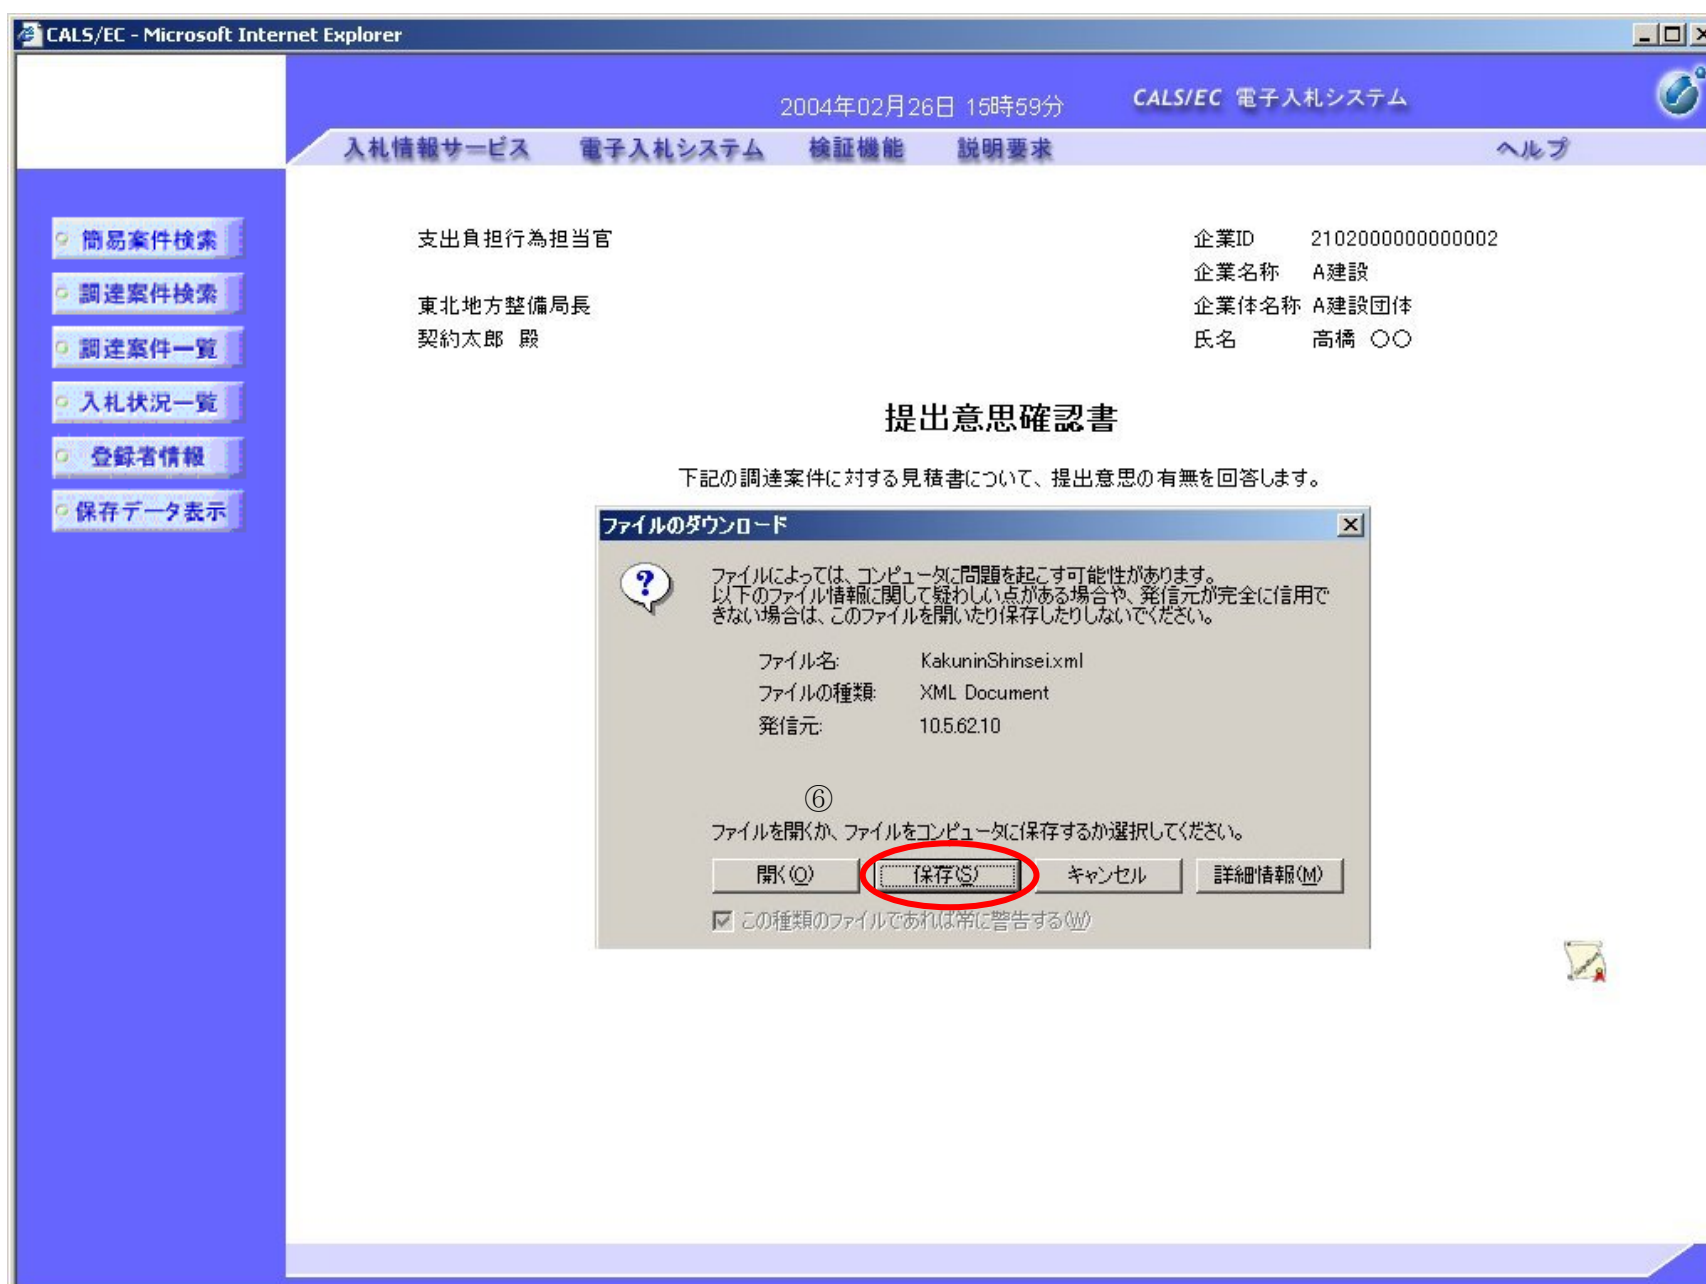 CALS/EC - Microsoft Internet Explorer
2004年02月26日 15時59分
CALS/EC 電子入札システム
入札情報サービス 電子入札システム 検証機能 説明要求 ヘルプ
簡易案件検索
調達案件検索
調達案件一覧
入札状況一覧
登録者情報
保存データ表示
支出負担行為担当官
東北地方整備局長
契約太郎 殿
企業ID 2102000000000002
企業名称 A建設
企業体名称 A建設団体
氏名 高橋 〇〇
提出意思確認書
下記の調達案件に対する見積書について、提出意思の有無を回答します。
ファイルのダウンロード
ファイルによっては、コンピュータに問題を起こす可能性があります。
以下のファイル情報に関して疑わしい点がある場合や、発信元が完全に信用で
きない場合は、このファイルを開いたり保存したりしないでください。
ファイル名: KakuninShinsei.xml
ファイルの種類: XML Document
発信元: 10.5.62.10
⑥
ファイルを開くか、ファイルをコンピュータに保存するか選択してください。
開く(O) 保存(S) キャンセル 詳細情報(M)
この種類のファイルであれば常に警告する(W)